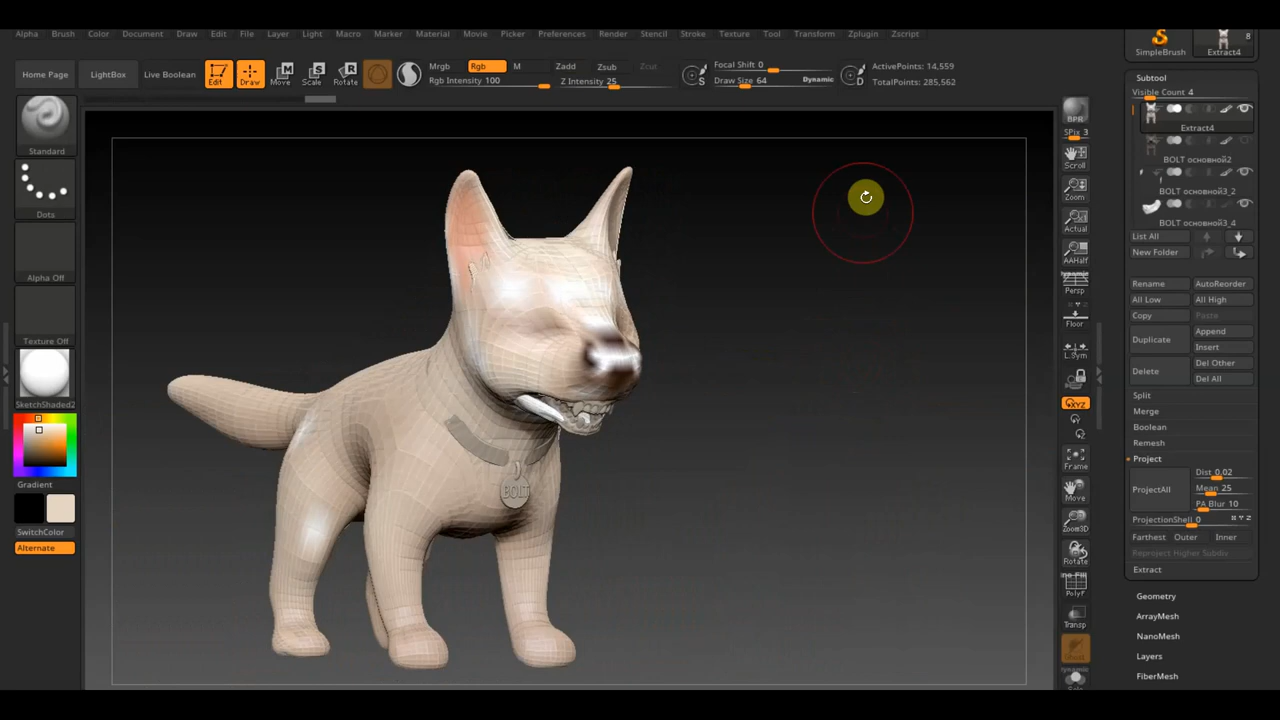 Alpha Brush Color Document Draw Edit File Layer Light Macro Marker Material Movie Picker Preferences Render Stencil Stroke Texture Tool Transform Zplugin Zscript
SimpleBrush
8
Extract4
Home Page
LightBox
Live Boolean
Edit
Draw
Move
Scale
Rotate
Mrgb
Rgb
M
Rgb Intensity 100
Zadd
Zsub
Zcut
Z Intensity 25
S
Focal Shift 0
Draw Size 64
Dynamic
D
ActivePoints: 14,559
TotalPoints: 285,562
Standard
Dots
Alpha Off
Texture Off
SketchShaded2
Gradient
SwitchColor
Alternate
BOLT
BPR
SPix 3
Scroll
Zoom
Actual
AAHalf
Persp
Floor
L.Sym
XYZ
Frame
Move
Zoom3D
Rotate
PolyF
Transp
Subtool
Visible Count 4
Extract4
BOLT основной2
BOLT основной3_2
BOLT основной3_4
List All
New Folder
Rename
AutoReorder
All Low
All High
Copy
Paste
Duplicate
Append
Insert
Delete
Del Other
Del All
Split
Merge
Boolean
Remesh
Project
ProjectAll
Dist 0.02
Mean 25
PA Blur 10
ProjectionShell 0
Farthest
Outer
Inner
Reproject Higher Subdiv
Extract
Geometry
ArrayMesh
NanoMesh
Layers
FiberMesh